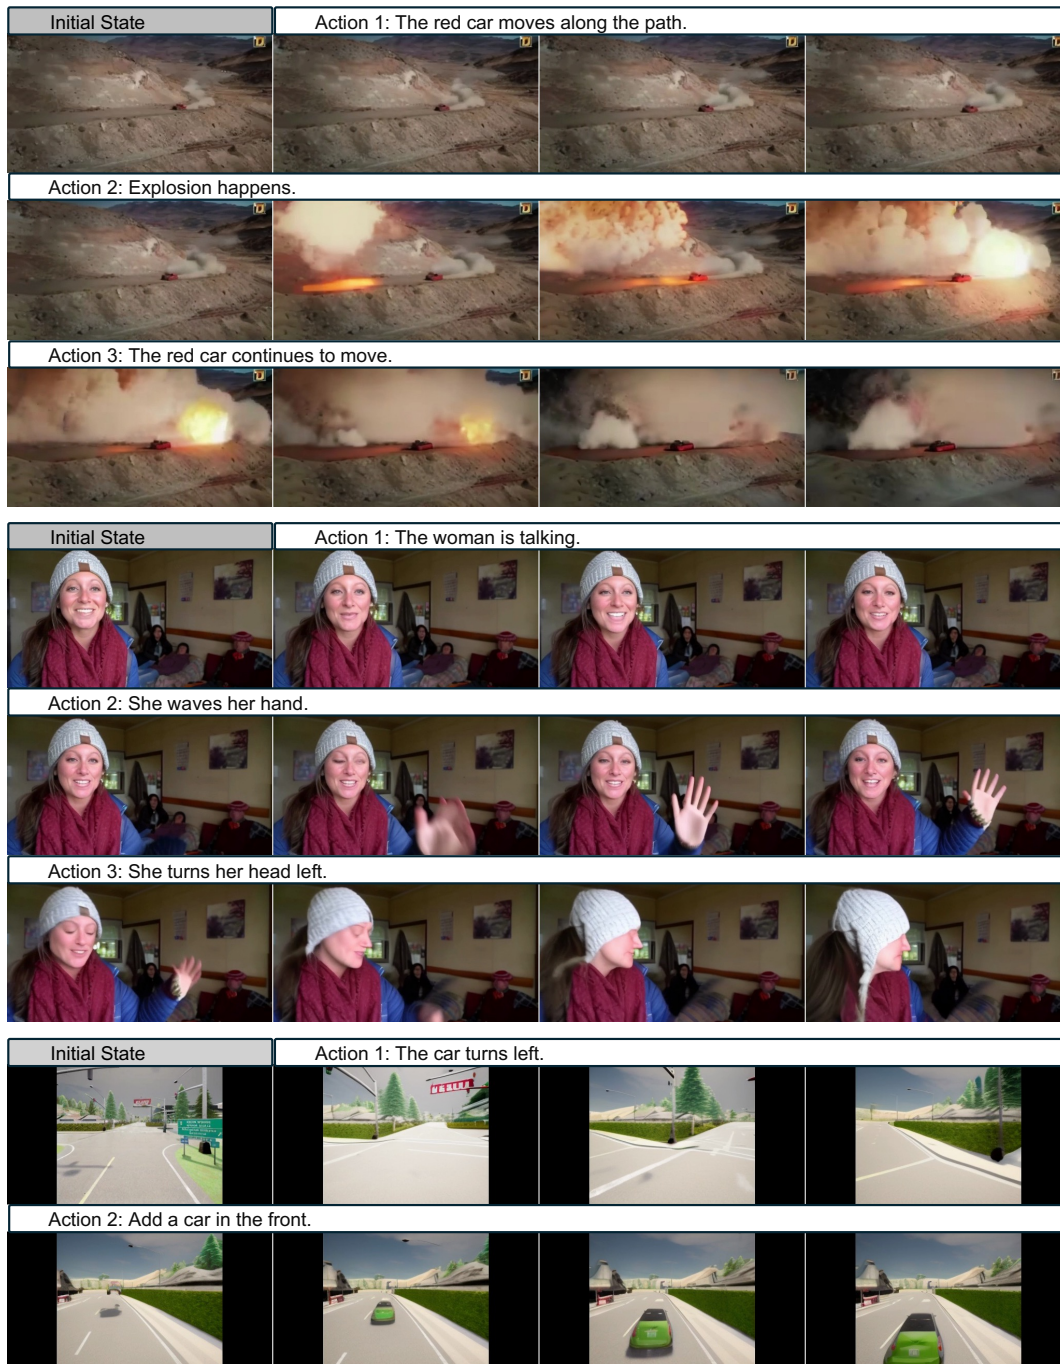 Initial State
Action 1: The red car moves along the path.
Action 2: Explosion happens.
Action 3: The red car continues to move.
Initial State
Action 1: The woman is talking.
Action 2: She waves her hand.
Action 3: She turns her head left.
Initial State
Action 1: The car turns left.
Action 2: Add a car in the front.